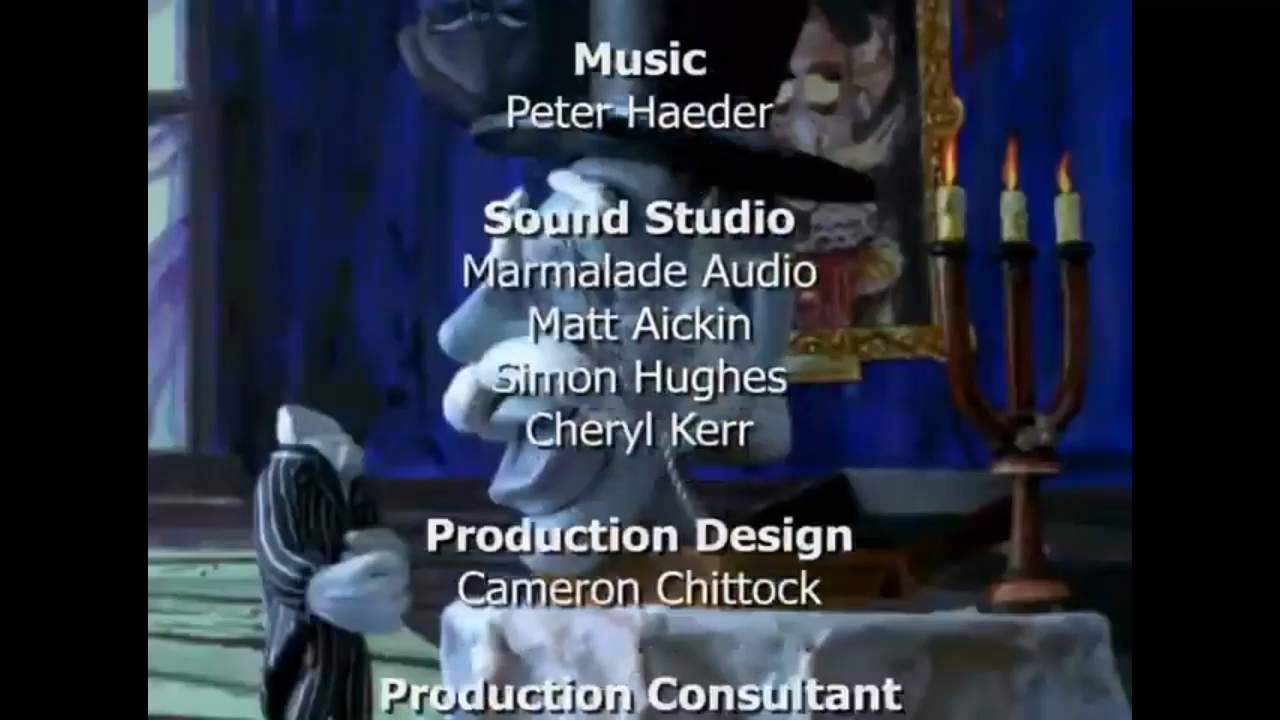 Music
Peter Haeder
Sound Studio
Marmalade Audio
Matt Aickin
Simon Hughes
Cheryl Kerr
Production Design
Cameron Chittock
Production Consultant